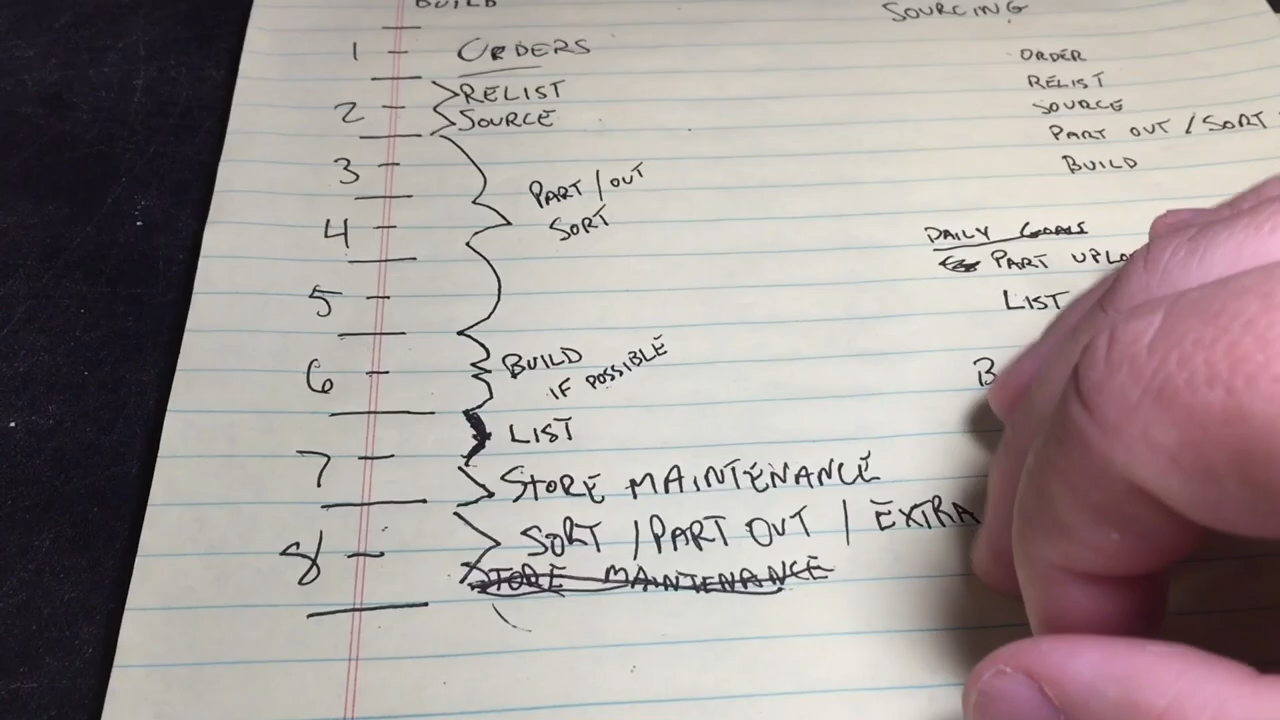 BUILD
1 ORDERS
RELIST
2 SOURCE
3
PART / OUT
4 SORT
5
6 BUILD
IF POSSIBLE
LIST
7 STORE MAINTENANCE
SORT / PART OUT / EXTRA
8 STORE MAINTENANCE
SOURCING
ORDER
RELIST
SOURCE
PART OUT / SORT
BUILD
DAILY GOALS
PART
LIST